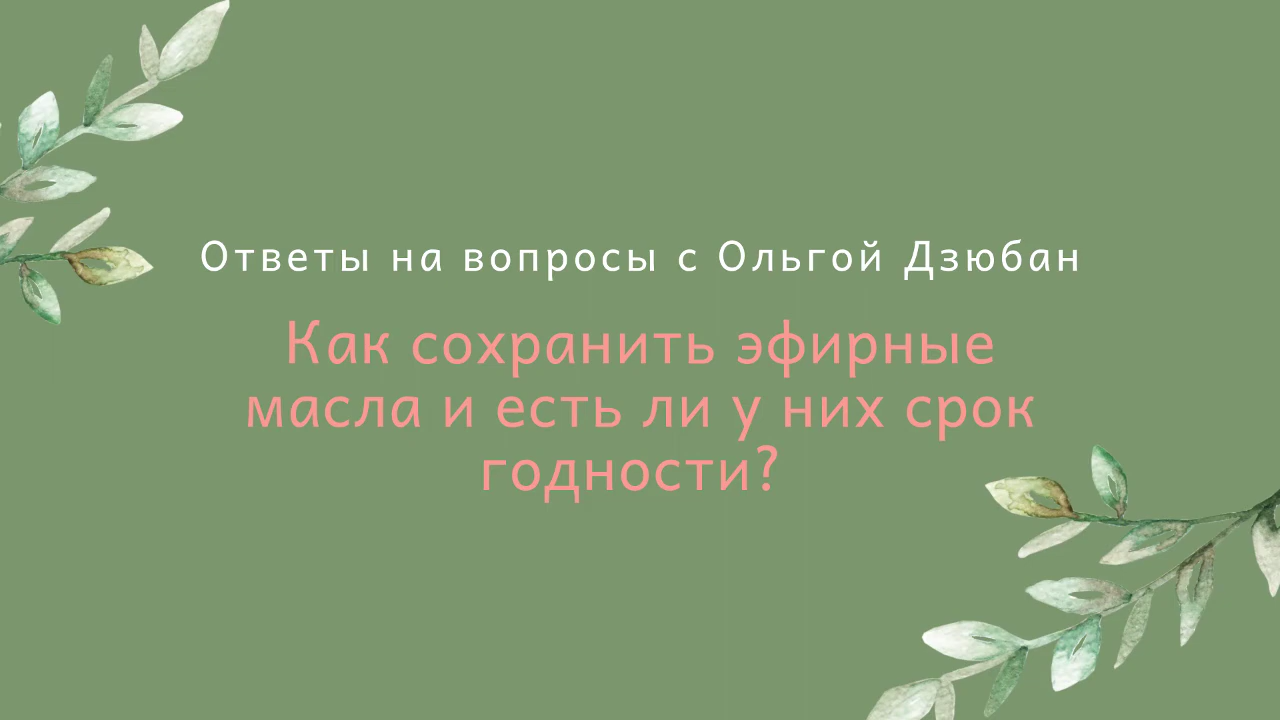 Ответы на вопросы с Ольгой Дзюбан
Как сохранить эфирные
масла и есть ли у них срок
годности?